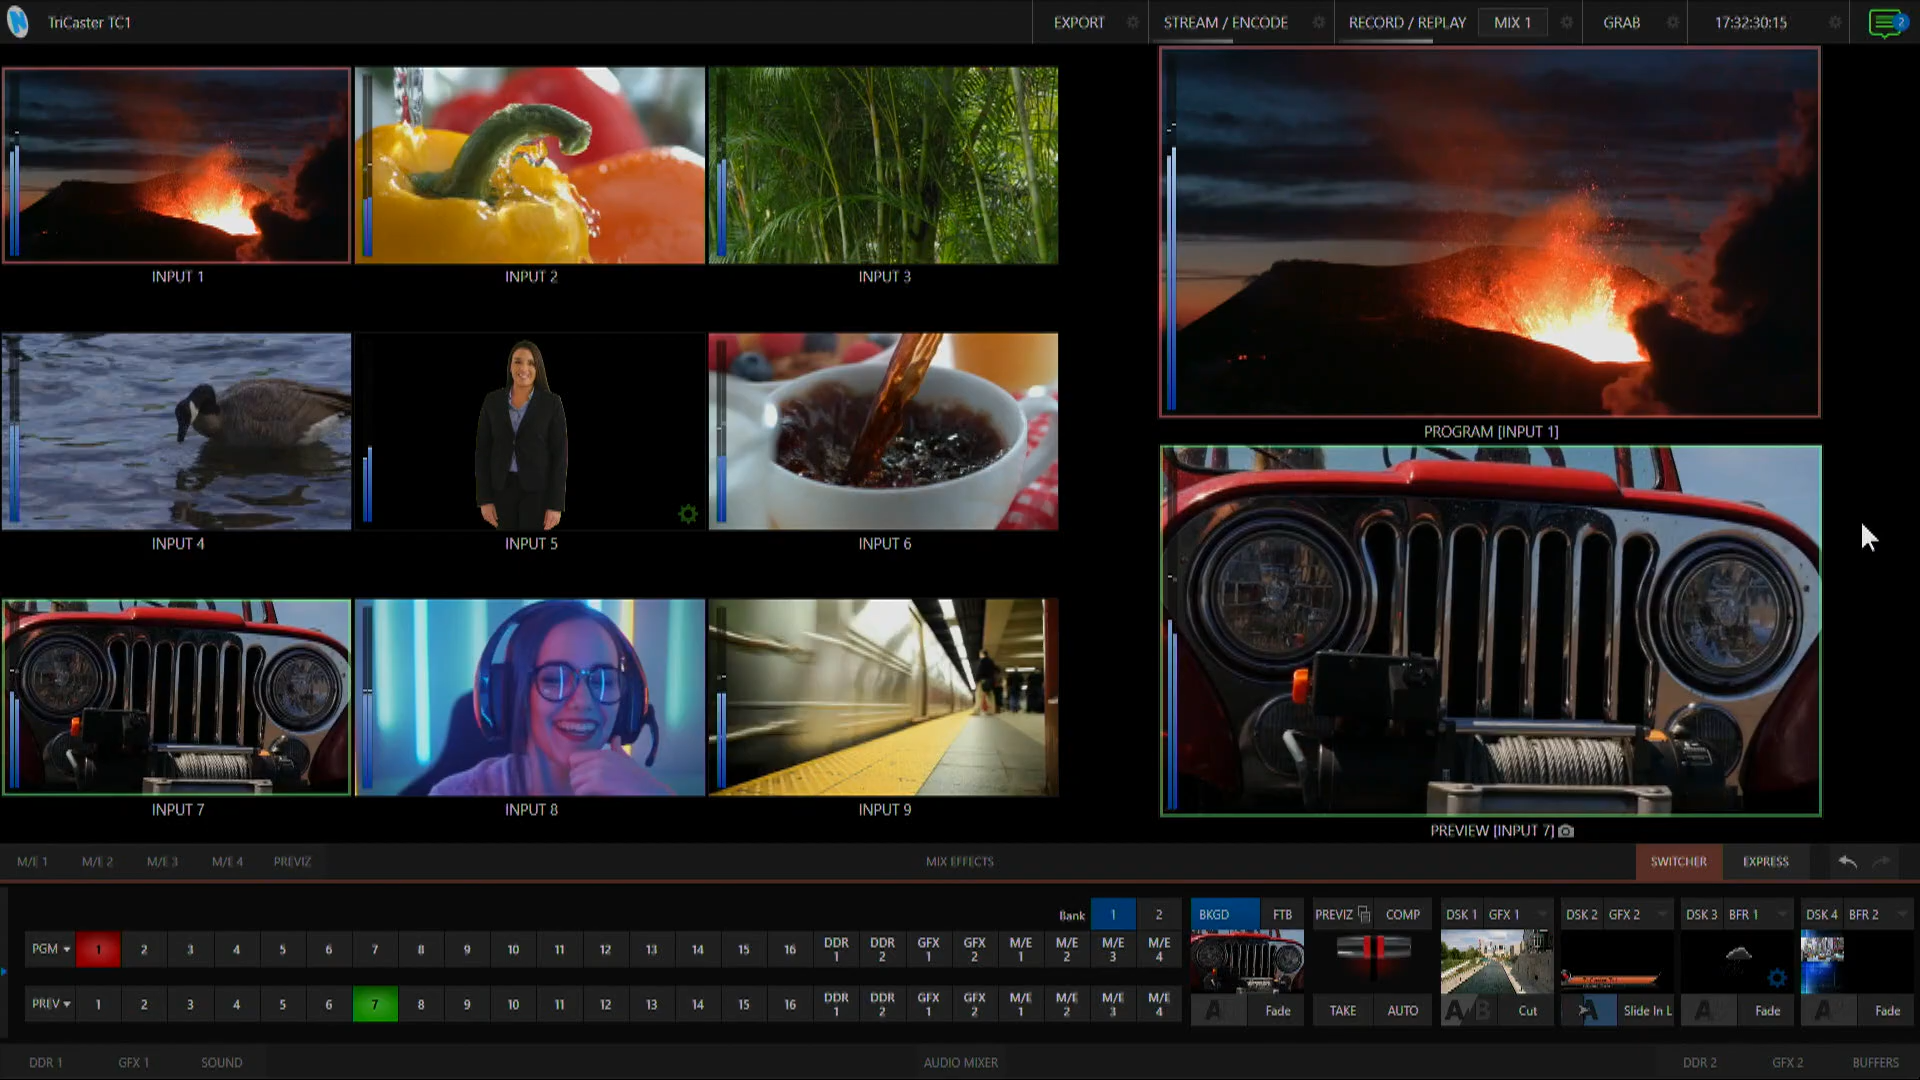 TriCaster TC1
EXPORT
STREAM / ENCODE
RECORD / REPLAY
MIX 1
GRAB
17:32:30:15
2
INPUT 1
INPUT 2
INPUT 3
PROGRAM [INPUT 1]
INPUT 4
INPUT 5
INPUT 6
INPUT 7
INPUT 8
INPUT 9
PREVIEW [INPUT 7]
M/E 1 M/E 2 M/E 3 M/E 4 PREVIZ
MIX EFFECTS
SWITCHER EXPRESS
Bank 1 2
BKGD FTB
PREVIZ COMP
DSK 1 GFX 1
DSK 2 GFX 2
DSK 3 BFR 1
DSK 4 BFR 2
PGM 1 2 3 4 5 6 7 8 9 10 11 12 13 14 15 16 DDR 1 DDR 2 GFX 1 GFX 2 M/E 1 M/E 2 M/E 3 M/E 4
PREV 1 2 3 4 5 6 7 8 9 10 11 12 13 14 15 16 DDR 1 DDR 2 GFX 1 GFX 2 M/E 1 M/E 2 M/E 3 M/E 4
A Fade
TAKE AUTO
A/B Cut
A Slide In L
A Fade
A Fade
DDR 1 GFX 1 SOUND
AUDIO MIXER
DDR 2 GFX 2 BUFFERS